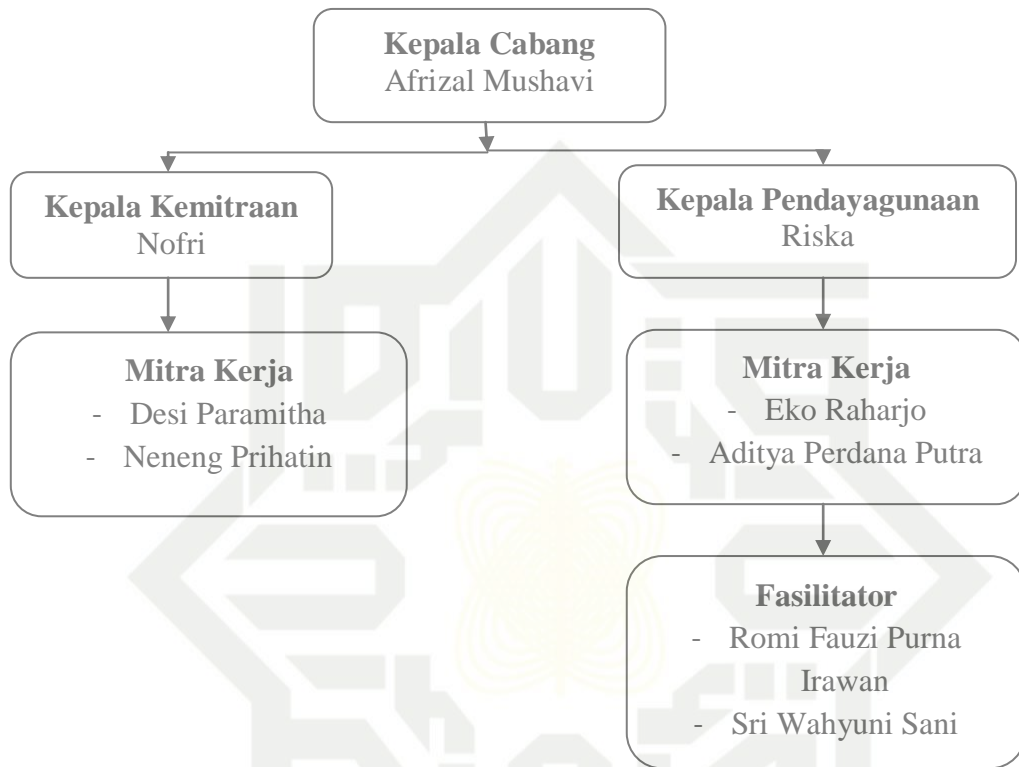 Kepala Cabang
Afrizal Mushavi
Kepala Kemitraan
Nofri
Kepala Pendayagunaan
Riska
Mitra Kerja
- Desi Paramitha
- Neneng Prihatin
Mitra Kerja
- Eko Raharjo
- Aditya Perdana Putra
Fasilitator
- Romi Fauzi Purna
Irawan
- Sri Wahyuni Sani